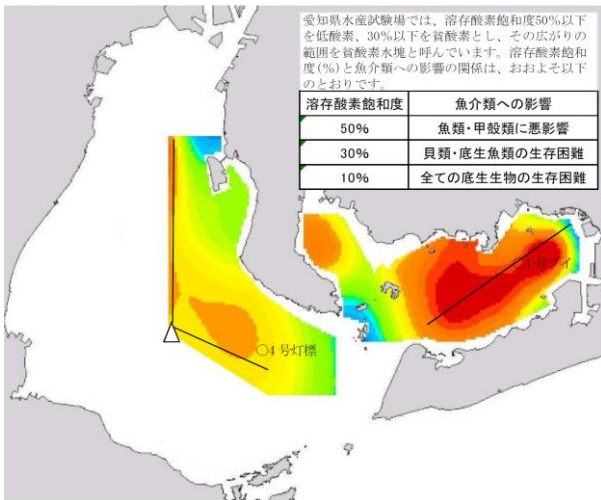 愛知県水産試験場では、溶存酸素飽和度50%以下
を低酸素、30%以下を貧酸素とし、その広がりの
範囲を貧酸素水塊と呼んでいます。溶存酸素飽和
度(%)と魚介類への影響の関係は、おおよそ以下
のとおりです。
溶存酸素飽和度 魚介類への影響
50% 魚類・甲殻類に悪影響
30% 貝類・底生魚類の生存困難
10% 全ての底生生物の生存困難
○1号ブイ
○4号灯標